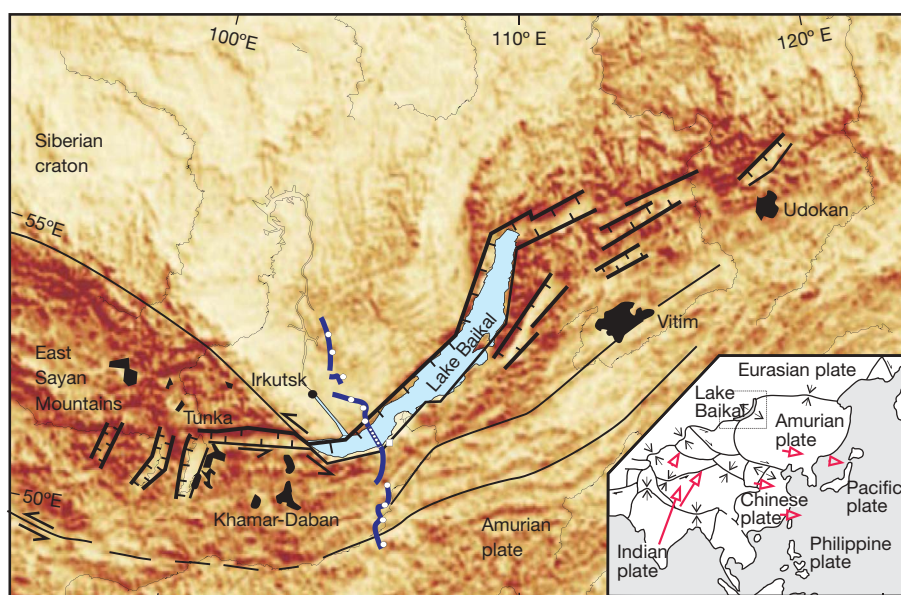 100° E
110° E
120° E
Siberian
craton
55°E
Udokan
Lake Baikal
Vitim
East
Sayan
Mountains
Irkutsk
Tunka
50°E
Khamar-Daban
Amurian
plate
Eurasian plate
Lake
Baikal
Amurian
plate
Chinese
plate
Pacific
plate
Indian
plate
Philippine
plate